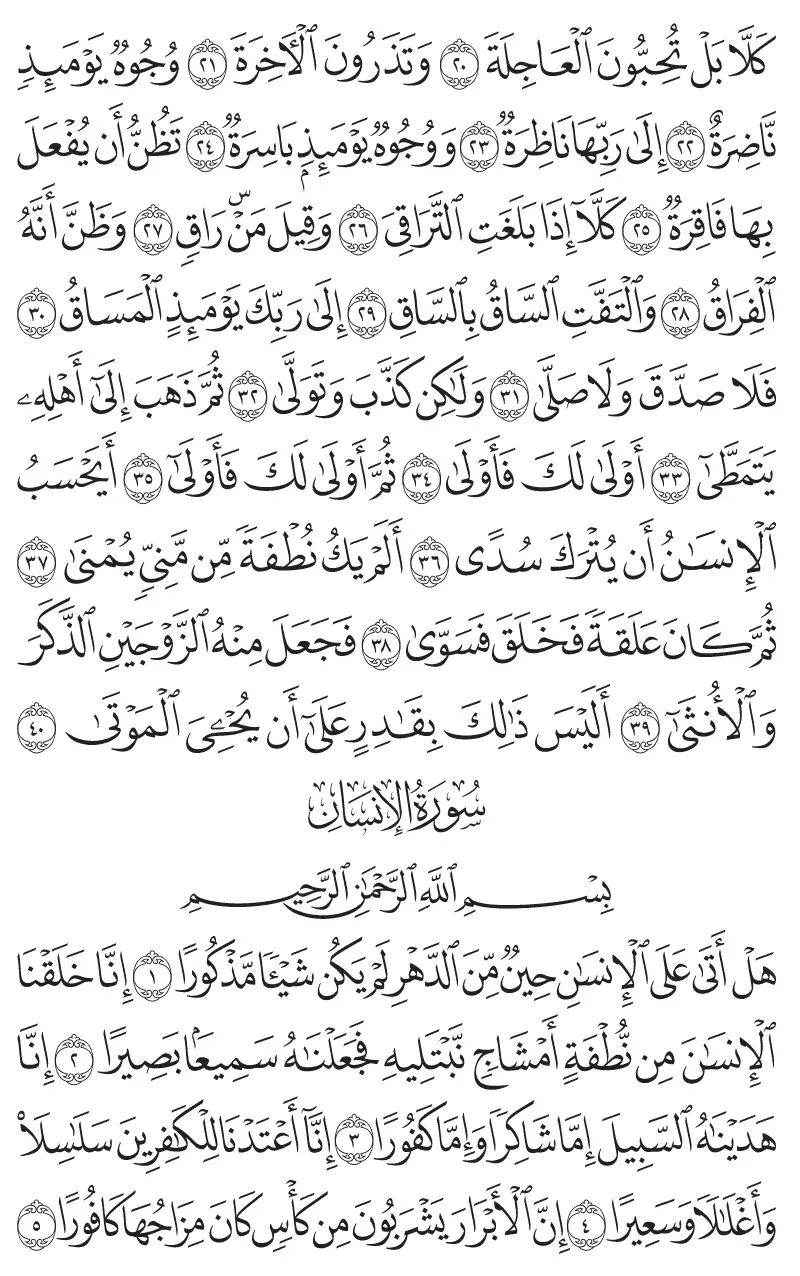 كَلَّا بَلْ تُحِبُّونَ ٱلْعَاجِلَةَ ٢٠ وَتَذَرُونَ ٱلْأَخِرَةَ ٢١ وُجُوهٌ يَوْمَئِذٍ
نَّاضِرَةٌ ٢٢ إِلَىٰ رَبِّهَا نَاظِرَةٌ ٢٣ وَوُجُوهٌ يَوْمَئِذٍۭ بَاسِرَةٌ ٢٤ تَظُنُّ أَن يُفْعَلَ
بِهَا فَاقِرَةٌ ٢٥ كَلَّآ إِذَا بَلَغَتِ ٱلتَّرَاقِىَ ٢٦ وَقِيلَ مَنْۜ رَاقٍ ٢٧ وَظَنَّ أَنَّهُ
ٱلْفِرَاقُ ٢٨ وَٱلْتَفَّتِ ٱلسَّاقُ بِٱلسَّاقِ ٢٩ إِلَىٰ رَبِّكَ يَوْمَئِذٍ ٱلْمَسَاقُ ٣٠
فَلَا صَدَّقَ وَلَا صَلَّىٰ ٣١ وَلَٰكِن كَذَّبَ وَتَوَلَّىٰ ٣٢ ثُمَّ ذَهَبَ إِلَىٰٓ أَهْلِهِۦ
يَتَمَطَّىٰٓ ٣٣ أَوْلَىٰ لَكَ فَأَوْلَىٰ ٣٤ ثُمَّ أَوْلَىٰ لَكَ فَأَوْلَىٰٓ ٣٥ أَيَحْسَبُ
ٱلْإِنسَٰنُ أَن يُتْرَكَ سُدًى ٣٦ أَلَمْ يَكُ نُطْفَةً مِّن مَّنِىٍّ يُمْنَىٰ ٣٧
ثُمَّ كَانَ عَلَقَةً فَخَلَقَ فَسَوَّىٰ ٣٨ فَجَعَلَ مِنْهُ ٱلزَّوْجَيْنِ ٱلذَّكَرَ
وَٱلْأُنثَىٰٓ ٣٩ أَلَيْسَ ذَٰلِكَ بِقَٰدِرٍ عَلَىٰٓ أَن يُحْـِۧىَ ٱلْمَوْتَىٰ ٤٠
سُورَةُ الإِنسَانِ
بِسْمِ ٱللَّهِ ٱلرَّحْمَٰنِ ٱلرَّحِيمِ
هَلْ أَتَىٰ عَلَى ٱلْإِنسَٰنِ حِينٌ مِّنَ ٱلدَّهْرِ لَمْ يَكُن شَيْـًٔا مَّذْكُورًا ١ إِنَّا خَلَقْنَا
ٱلْإِنسَٰنَ مِن نُّطْفَةٍ أَمْشَاجٍ نَّبْتَلِيهِ فَجَعَلْنَٰهُ سَمِيعًۢا بَصِيرًا ٢ إِنَّا
هَدَيْنَٰهُ ٱلسَّبِيلَ إِمَّا شَاكِرًا وَإِمَّا كَفُورًا ٣ إِنَّآ أَعْتَدْنَا لِلْكَٰفِرِينَ سَلَٰسِلَا۟
وَأَغْلَٰلًا وَسَعِيرًا ٤ إِنَّ ٱلْأَبْرَارَ يَشْرَبُونَ مِن كَأْسٍ كَانَ مِزَاجُهَا كَافُورًا ٥